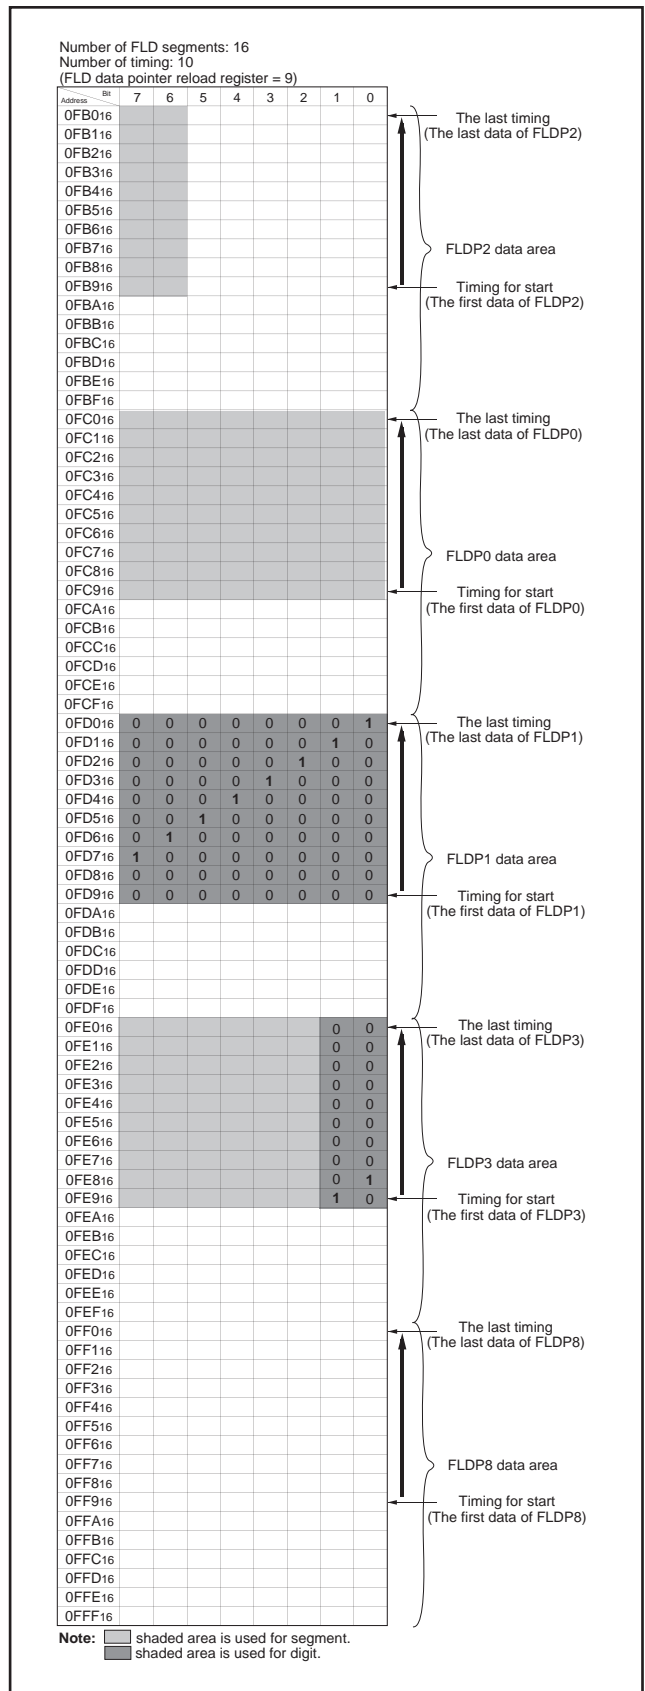 Number of FLD segments: 16
Number of timing: 10
(FLD data pointer reload register = 9)
Bit
Address 7 6 5 4 3 2 1 0
0FB016 The last timing
(The last data of FLDP2)
0FB116
0FB216
0FB316
0FB416
0FB516
0FB616
0FB716 FLDP2 data area
0FB816
0FB916 Timing for start
(The first data of FLDP2)
0FBA16
0FBB16
0FBC16
0FBD16
0FBE16
0FBF16
0FC016 The last timing
(The last data of FLDP0)
0FC116
0FC216
0FC316
0FC416
0FC516
0FC616
0FC716 FLDP0 data area
0FC816
0FC916 Timing for start
(The first data of FLDP0)
0FCA16
0FCB16
0FCC16
0FCD16
0FCE16
0FCF16
0FD016 0 0 0 0 0 0 0 1 The last timing
(The last data of FLDP1)
0FD116 0 0 0 0 0 0 1 0
0FD216 0 0 0 0 0 1 0 0
0FD316 0 0 0 0 1 0 0 0
0FD416 0 0 0 1 0 0 0 0
0FD516 0 0 1 0 0 0 0 0
0FD616 0 1 0 0 0 0 0 0
0FD716 1 0 0 0 0 0 0 0 FLDP1 data area
0FD816 0 0 0 0 0 0 0 0
0FD916 0 0 0 0 0 0 0 0 Timing for start
(The first data of FLDP1)
0FDA16
0FDB16
0FDC16
0FDD16
0FDE16
0FDF16
0FE016 0 0 The last timing
(The last data of FLDP3)
0FE116 0 0
0FE216 0 0
0FE316 0 0
0FE416 0 0
0FE516 0 0
0FE616 0 0
0FE716 0 0 FLDP3 data area
0FE816 0 1
0FE916 1 0 Timing for start
(The first data of FLDP3)
0FEA16
0FEB16
0FEC16
0FED16
0FEE16
0FEF16
0FF016 The last timing
(The last data of FLDP8)
0FF116
0FF216
0FF316
0FF416
0FF516
0FF616
0FF716 FLDP8 data area
0FF816
0FF916 Timing for start
(The first data of FLDP8)
0FFA16
0FFB16
0FFC16
0FFD16
0FFE16
0FFF16
Note: shaded area is used for segment.
shaded area is used for digit.